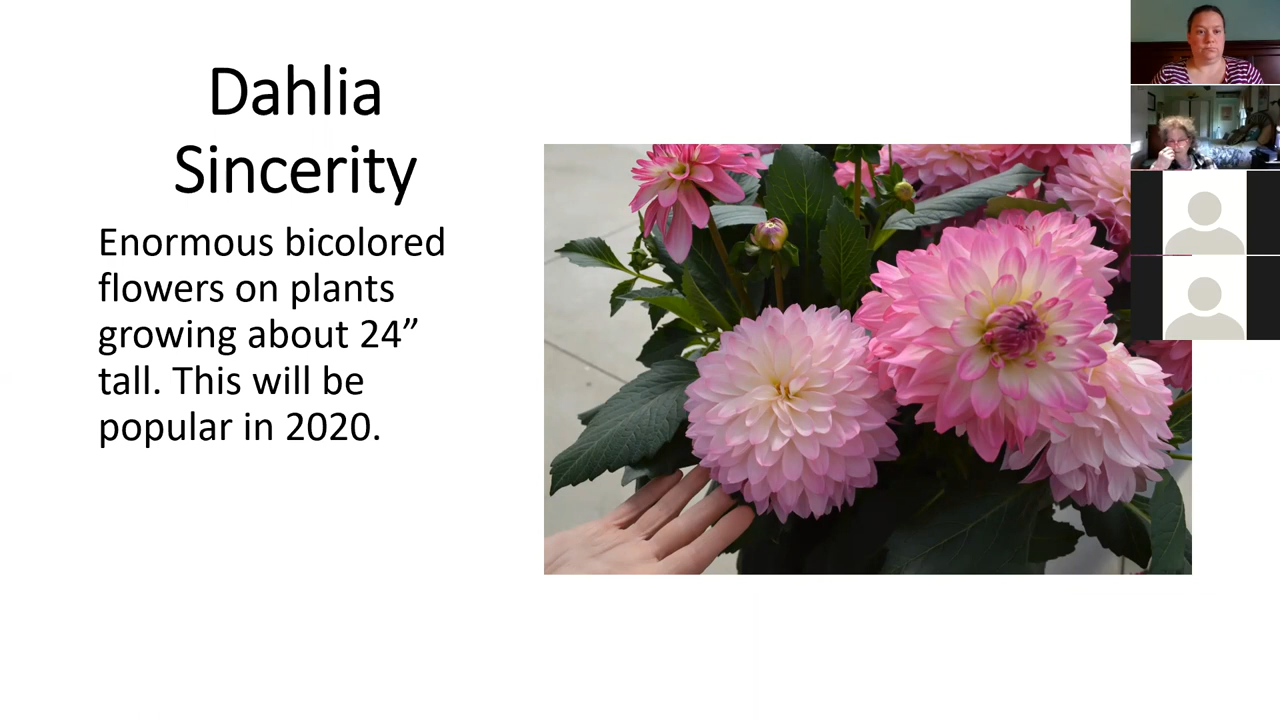 Dahlia
Sincerity
Enormous bicolored
flowers on plants
growing about 24”
tall. This will be
popular in 2020.